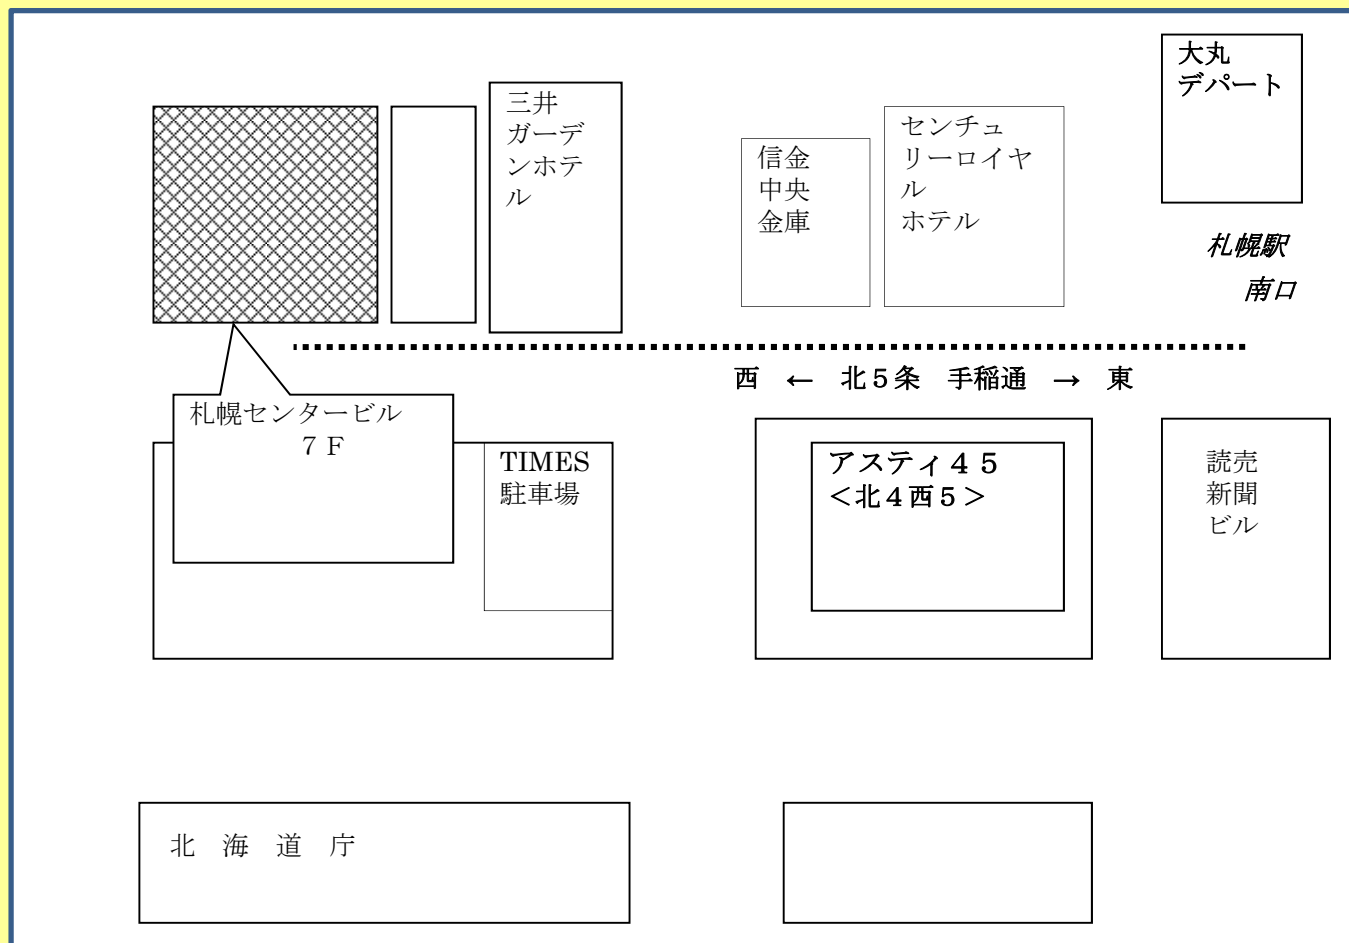 大丸
デパート
三井
ガーデ
ンホテ
ル
信金
中央
金庫
センチュ
リーロイヤ
ル
ホテル
札幌駅
南口
西 ← 北５条 手稲通 → 東
札幌センタービル
７Ｆ
TIMES
駐車場
アスティ４５
＜北４西５＞
読売
新聞
ビル
北 海 道 庁